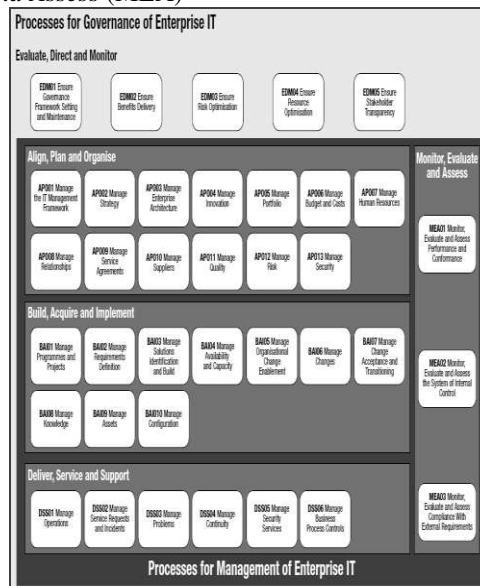 Assess (MEA)
Processes for Governance of Enterprise IT
Evaluate, Direct and Monitor
EDM01 Ensure
Governance
Framework Setting
and Maintenance
EDM02 Ensure
Benefits Delivery
EDM03 Ensure
Risk Optimisation
EDM04 Ensure
Resource
Optimisation
EDM05 Ensure
Stakeholder
Transparency
Align, Plan and Organise
APO01 Manage
the IT Management
Framework
APO02 Manage
Strategy
APO03 Manage
Enterprise
Architecture
APO04 Manage
Innovation
APO05 Manage
Portfolio
APO06 Manage
Budget and Costs
APO07 Manage
Human Resources
APO08 Manage
Relationships
APO09 Manage
Service
Agreements
APO10 Manage
Suppliers
APO11 Manage
Quality
APO12 Manage
Risk
APO13 Manage
Security
Monitor, Evaluate
and Assess
MEA01 Monitor,
Evaluate and Assess
Performance and
Conformance
MEA02 Monitor,
Evaluate and Assess
the System of Internal
Control
MEA03 Monitor,
Evaluate and Assess
Compliance With
External Requirements
Build, Acquire and Implement
BAI01 Manage
Programmes and
Projects
BAI02 Manage
Requirements
Definition
BAI03 Manage
Solutions
Identification
and Build
BAI04 Manage
Availability
and Capacity
BAI05 Manage
Organisational
Change
Enablement
BAI06 Manage
Changes
BAI07 Manage
Change
Acceptance and
Transitioning
BAI08 Manage
Knowledge
BAI09 Manage
Assets
BAI010 Manage
Configuration
Deliver, Service and Support
DSS01 Manage
Operations
DSS02 Manage
Service Requests
and Incidents
DSS03 Manage
Problems
DSS04 Manage
Continuity
DSS05 Manage
Security
Services
DSS06 Manage
Business
Process Controls
Processes for Management of Enterprise IT